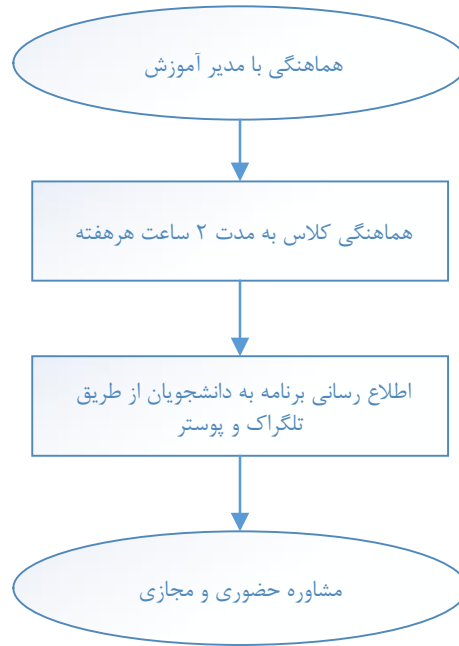 هماهنگی با مدیر آموزش
هماهنگی کلاس به مدت ۲ ساعت هرهفته
اطلاع رسانی برنامه به دانشجویان از طریق
تلگراک و پوستر
مشاوره حضوری و مجازی